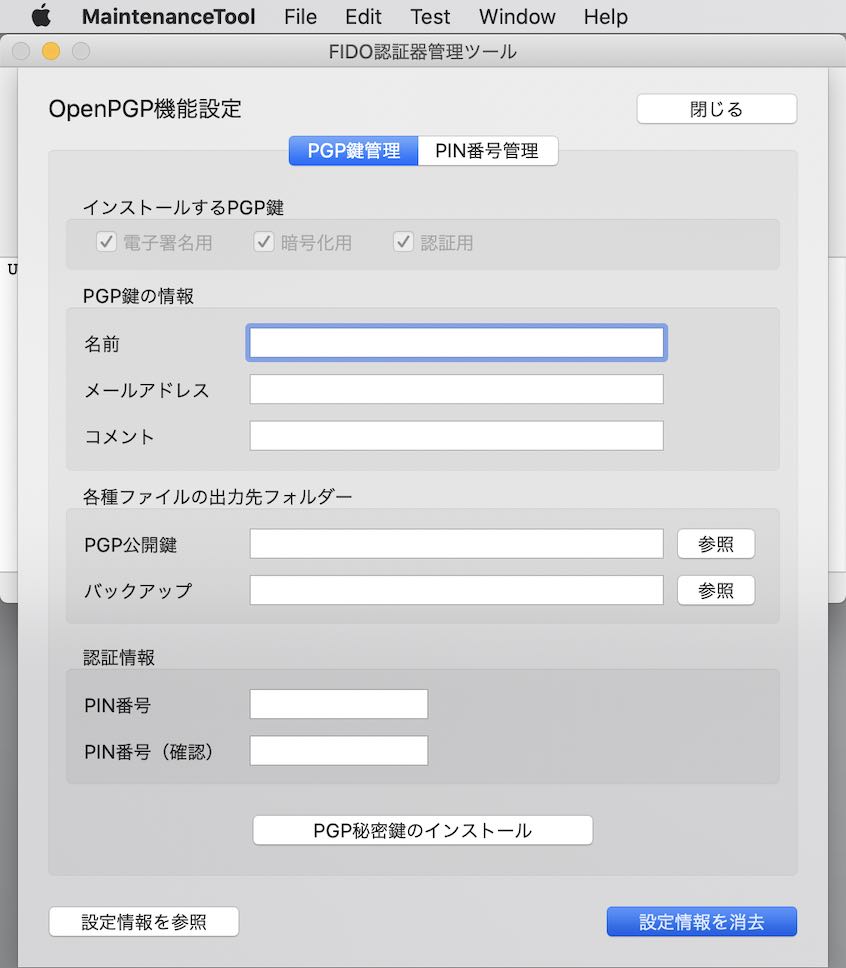 MaintenanceTool File Edit Test Window Help
FIDO認証器管理ツール
OpenPGP機能設定 閉じる
PGP鍵管理 PIN番号管理
インストールするPGP鍵
電子署名用 暗号化用 認証用
U
PGP鍵の情報
名前
メールアドレス
コメント
各種ファイルの出力先フォルダー
PGP公開鍵 参照
バックアップ 参照
認証情報
PIN番号
PIN番号（確認）
PGP秘密鍵のインストール
設定情報を参照 設定情報を消去